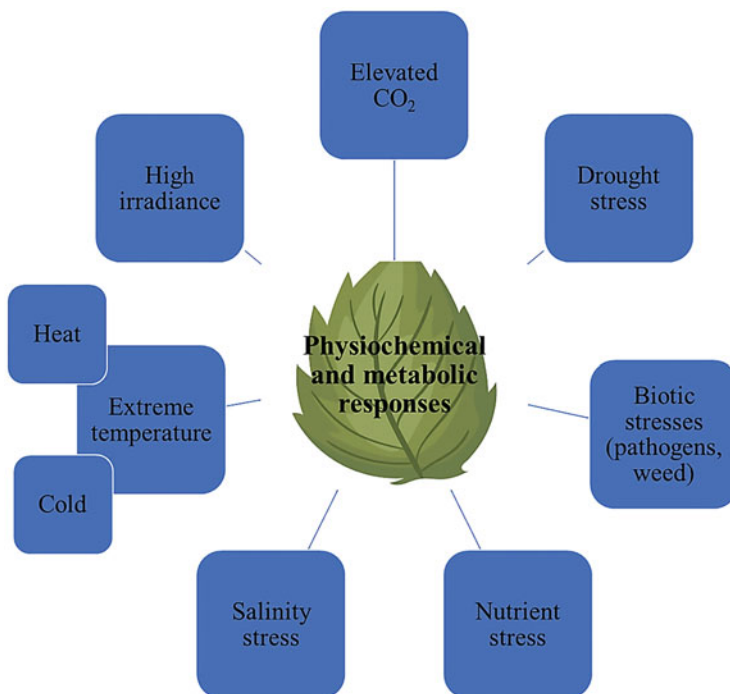 Elevated
CO₂
High
irradiance
Drought
stress
Heat
Extreme
temperature
Cold
Physiochemical
and metabolic
responses
Biotic
stresses
(pathogens,
weed)
Salinity
stress
Nutrient
stress